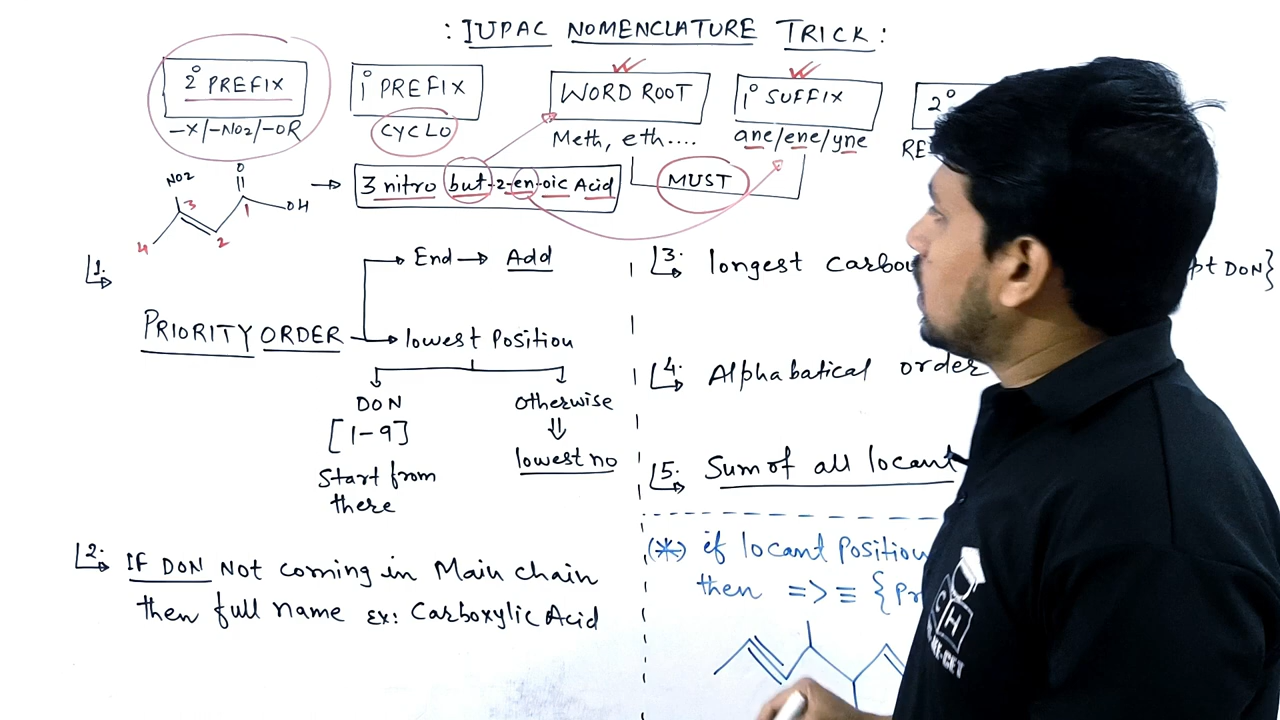 : IUPAC NOMENCLATURE TRICK :
2° PREFIX
-X/-NO2/-OR
1° PREFIX
CYCLO
WORD ROOT
Meth, eth....
1° SUFFIX
ane/ene/yne
2°
RE
MUST
NO2
O
OH
1
2
3
4
3 nitro but-2-en-oic Acid
1.
PRIORITY ORDER
End → Add
lowest Position
DON
[1-9]
Start from
there
otherwise
⇓
lowest no
2. IF DON Not coming in Main chain
then full name Ex: Carboxylic Acid
3. longest carbo pt DON}
4. Alphabatical order
5. Sum of all locant
(*) if locant Position
then => ≡ {Pr
C H